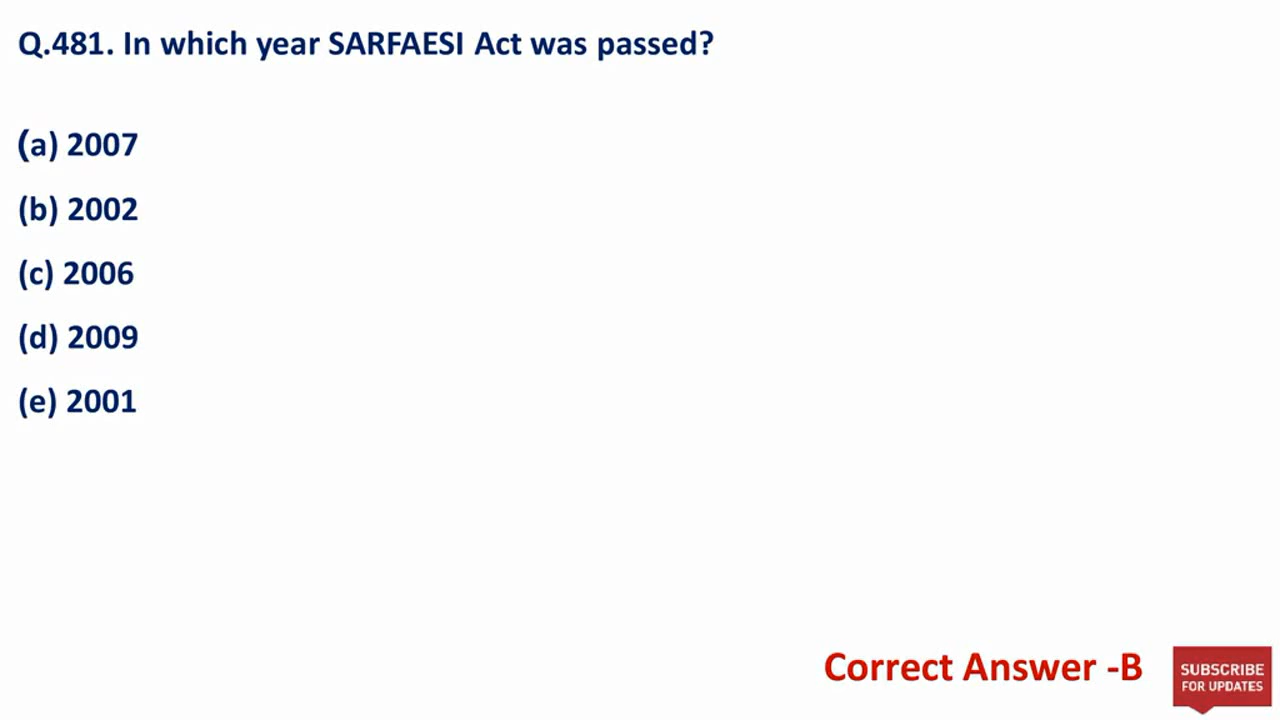 Q.481. In which year SARFAESI Act was passed?
(a) 2007
(b) 2002
(c) 2006
(d) 2009
(e) 2001
Correct Answer -B
SUBSCRIBE
FOR UPDATES